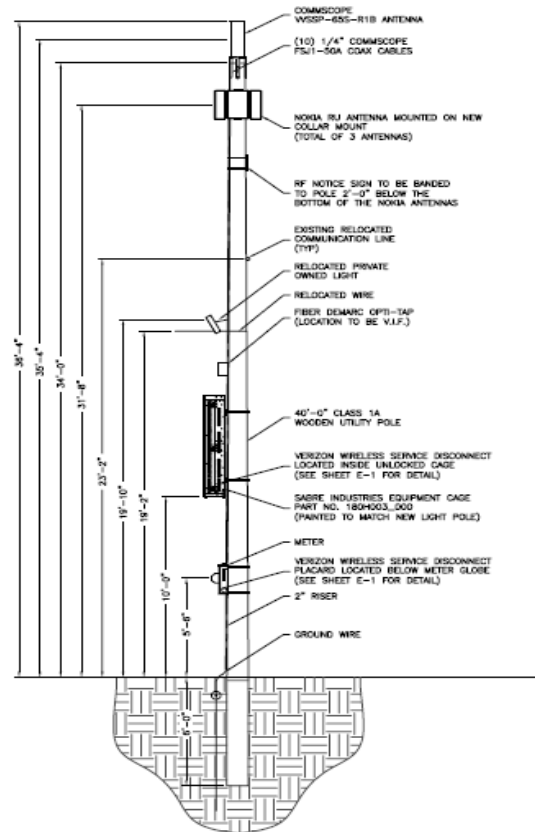 COMMSCOPE
VVSSP-65S-R1B ANTENNA
(10) 1/4" COMMSCOPE
FSJ1-50A COAX CABLES
NOKIA RU ANTENNA MOUNTED ON NEW
COLLAR MOUNT
(TOTAL OF 3 ANTENNAS)
RF NOTICE SIGN TO BE BANDED
TO POLE 2'-0" BELOW THE
BOTTOM OF THE NOKIA ANTENNAS
EXISTING RELOCATED
COMMUNICATION LINE
(TYP)
RELOCATED PRIVATE
OWNED LIGHT
RELOCATED WIRE
FIBER DEMARC OPTI-TAP
(LOCATION TO BE V.I.F.)
40'-0" CLASS 1A
WOODEN UTILITY POLE
VERIZON WIRELESS SERVICE DISCONNECT
LOCATED INSIDE UNLOCKED CAGE
(SEE SHEET E-1 FOR DETAIL)
SABRE INDUSTRIES EQUIPMENT CAGE
PART NO. 180H003_000
(PAINTED TO MATCH NEW LIGHT POLE)
METER
VERIZON WIRELESS SERVICE DISCONNECT
PLACARD LOCATED BELOW METER GLOBE
(SEE SHEET E-1 FOR DETAIL)
2" RISER
GROUND WIRE
35'-4"
34'-0"
31'-8"
23'-2"
19'-10"
19'-2"
10'-0"
6'-0"